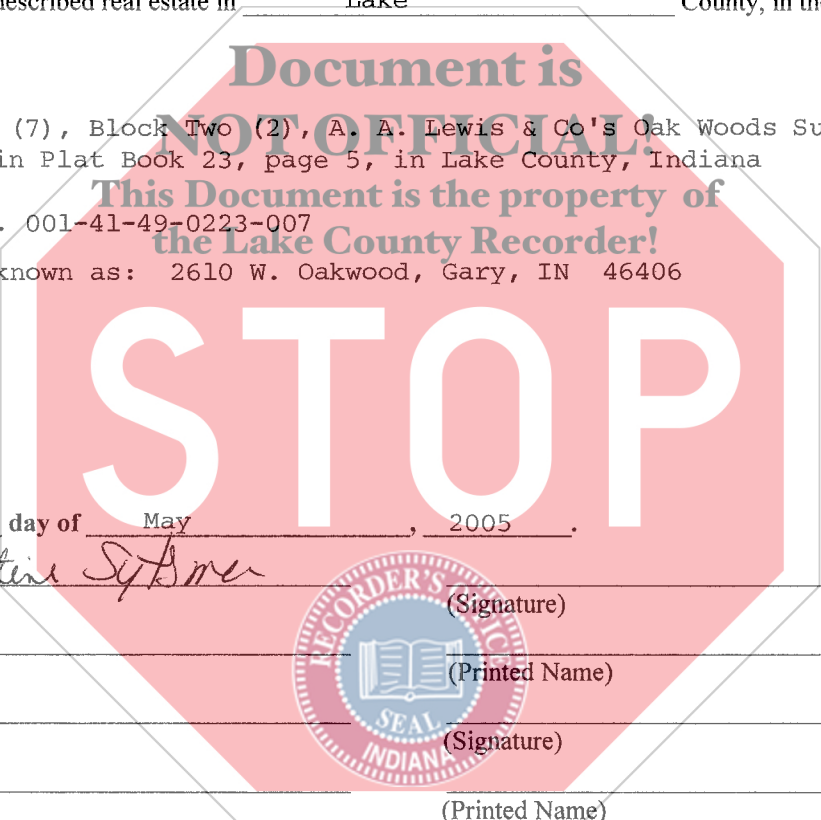 described real estate in Lake County, in th
Document is
NOT OFFICIAL!
(7), Block Two (2), A. A. Lewis & Co's Oak Woods Su
in Plat Book 23, page 5, in Lake County, Indiana
This Document is the property of
. 001-41-49-0223-007
the Lake County Recorder!
known as: 2610 W. Oakwood, Gary, IN 46406
STOP
day of May, 2005.
(Signature)
RECORDER'S OFFICE
(Printed Name)
SEAL
(Signature)
INDIANA
(Printed Name)